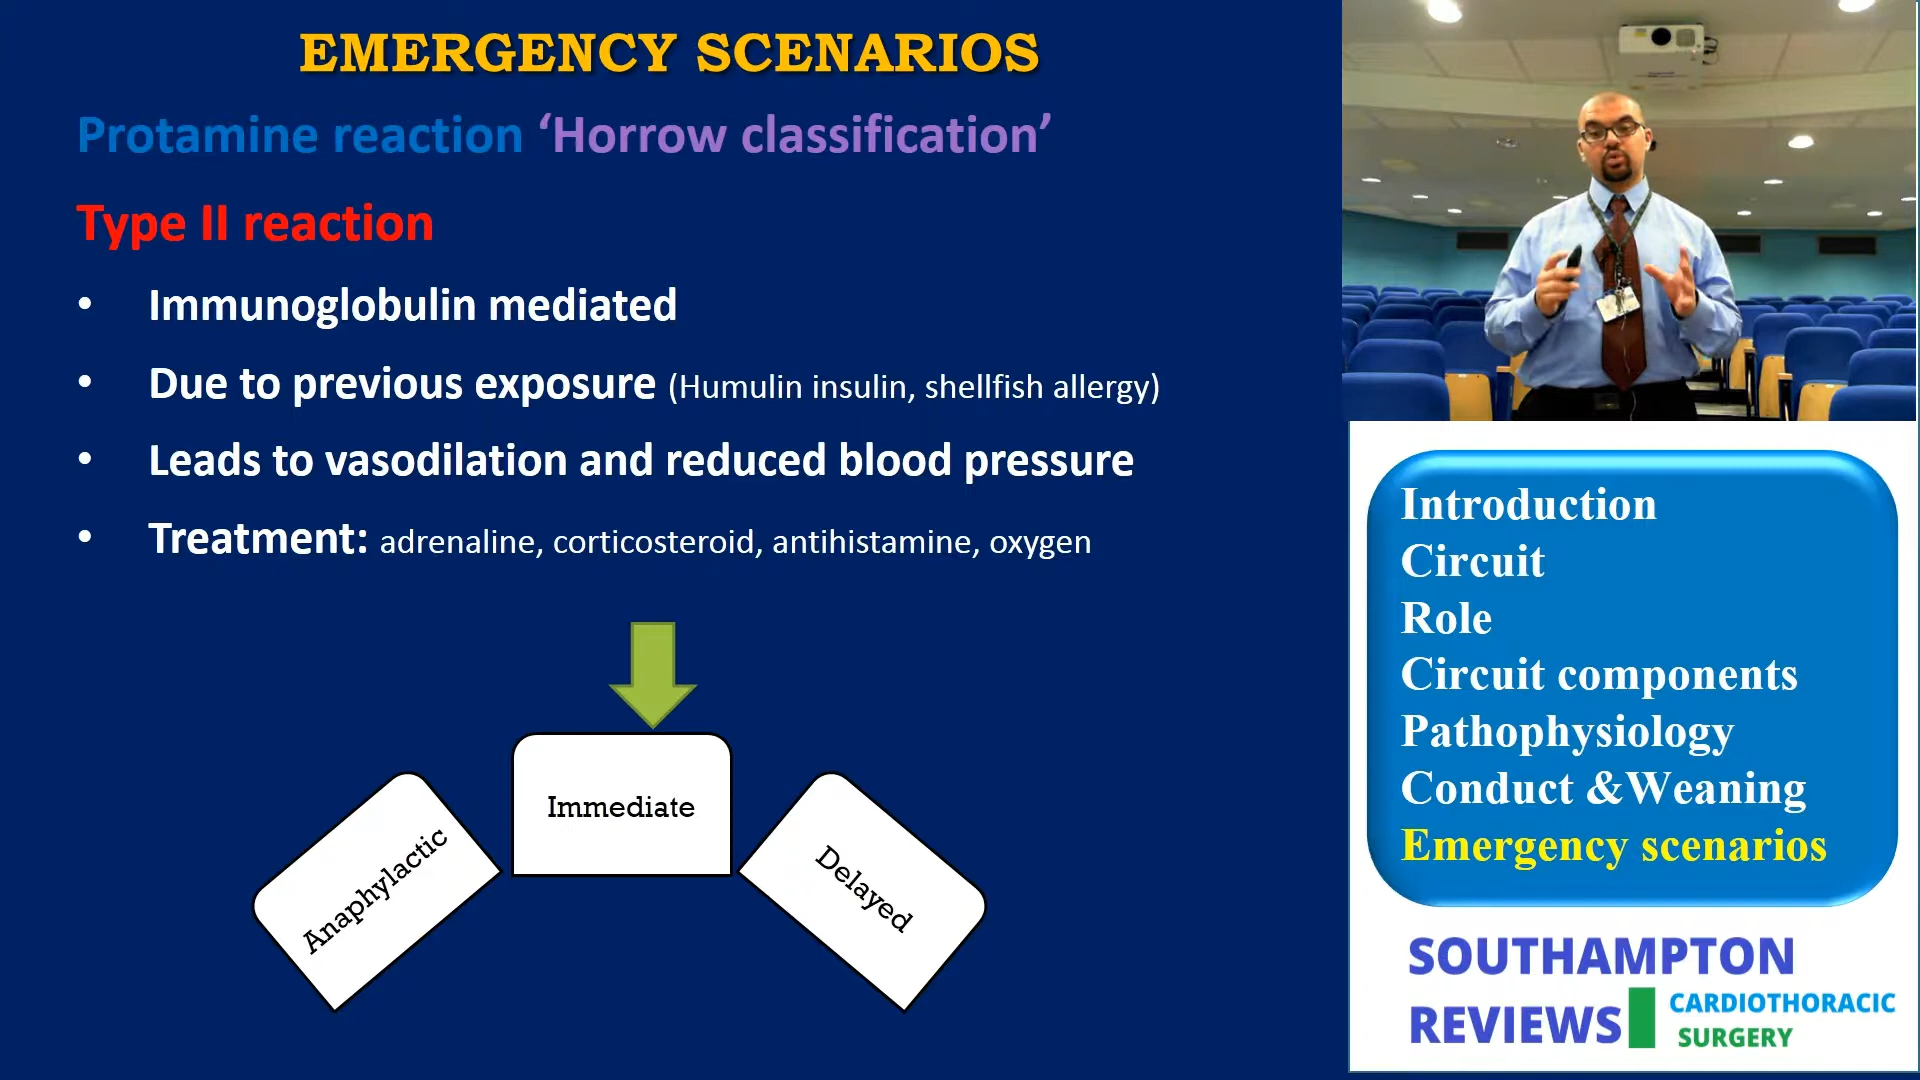 EMERGENCY SCENARIOS
Protamine reaction ‘Horrow classification’
Type II reaction
• Immunoglobulin mediated
• Due to previous exposure (Humulin insulin, shellfish allergy)
• Leads to vasodilation and reduced blood pressure
• Treatment: adrenaline, corticosteroid, antihistamine, oxygen
Anaphylactic
Immediate
Delayed
Introduction
Circuit
Role
Circuit components
Pathophysiology
Conduct &Weaning
Emergency scenarios
SOUTHAMPTON
REVIEWS
CARDIOTHORACIC
SURGERY